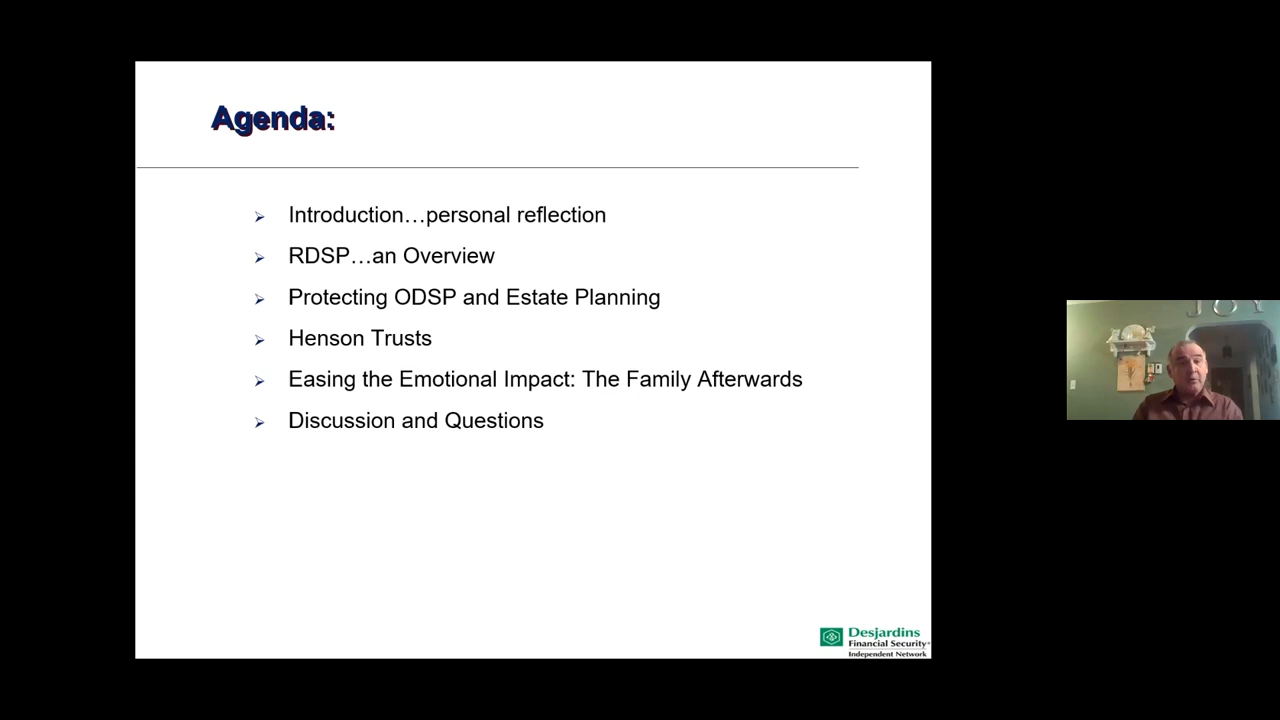 Agenda:
Introduction…personal reflection
RDSP…an Overview
Protecting ODSP and Estate Planning
Henson Trusts
Easing the Emotional Impact: The Family Afterwards
Discussion and Questions
Desjardins
Financial Security®
Independent Network
JOY